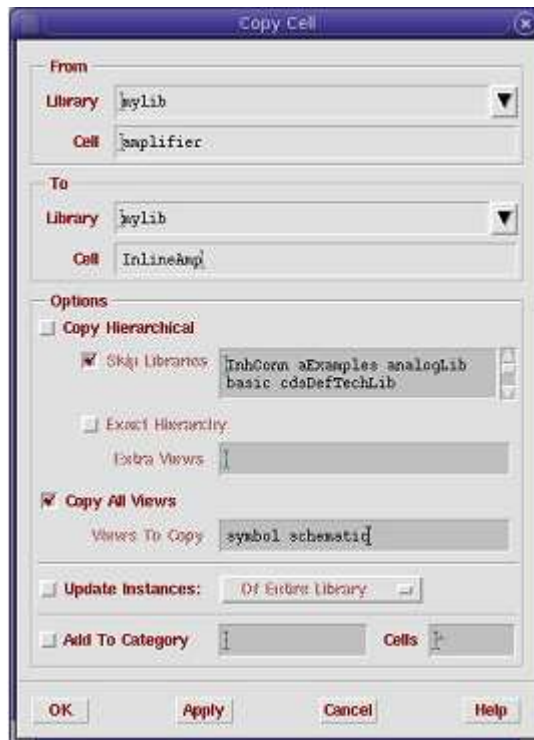 Copy Cell
From
Library mylib
Cell amplifier
To
Library mylib
Cell InlineAmp
Options
Copy Hierarchical
Skip Libraries InhConn aExamples analogLib
basic cdsDefTechLib
Exact Hierarchy
Extra Views
Copy All Views
Views To Copy symbol schematic
Update Instances: Of Entire Library
Add To Category Cells
OK Apply Cancel Help